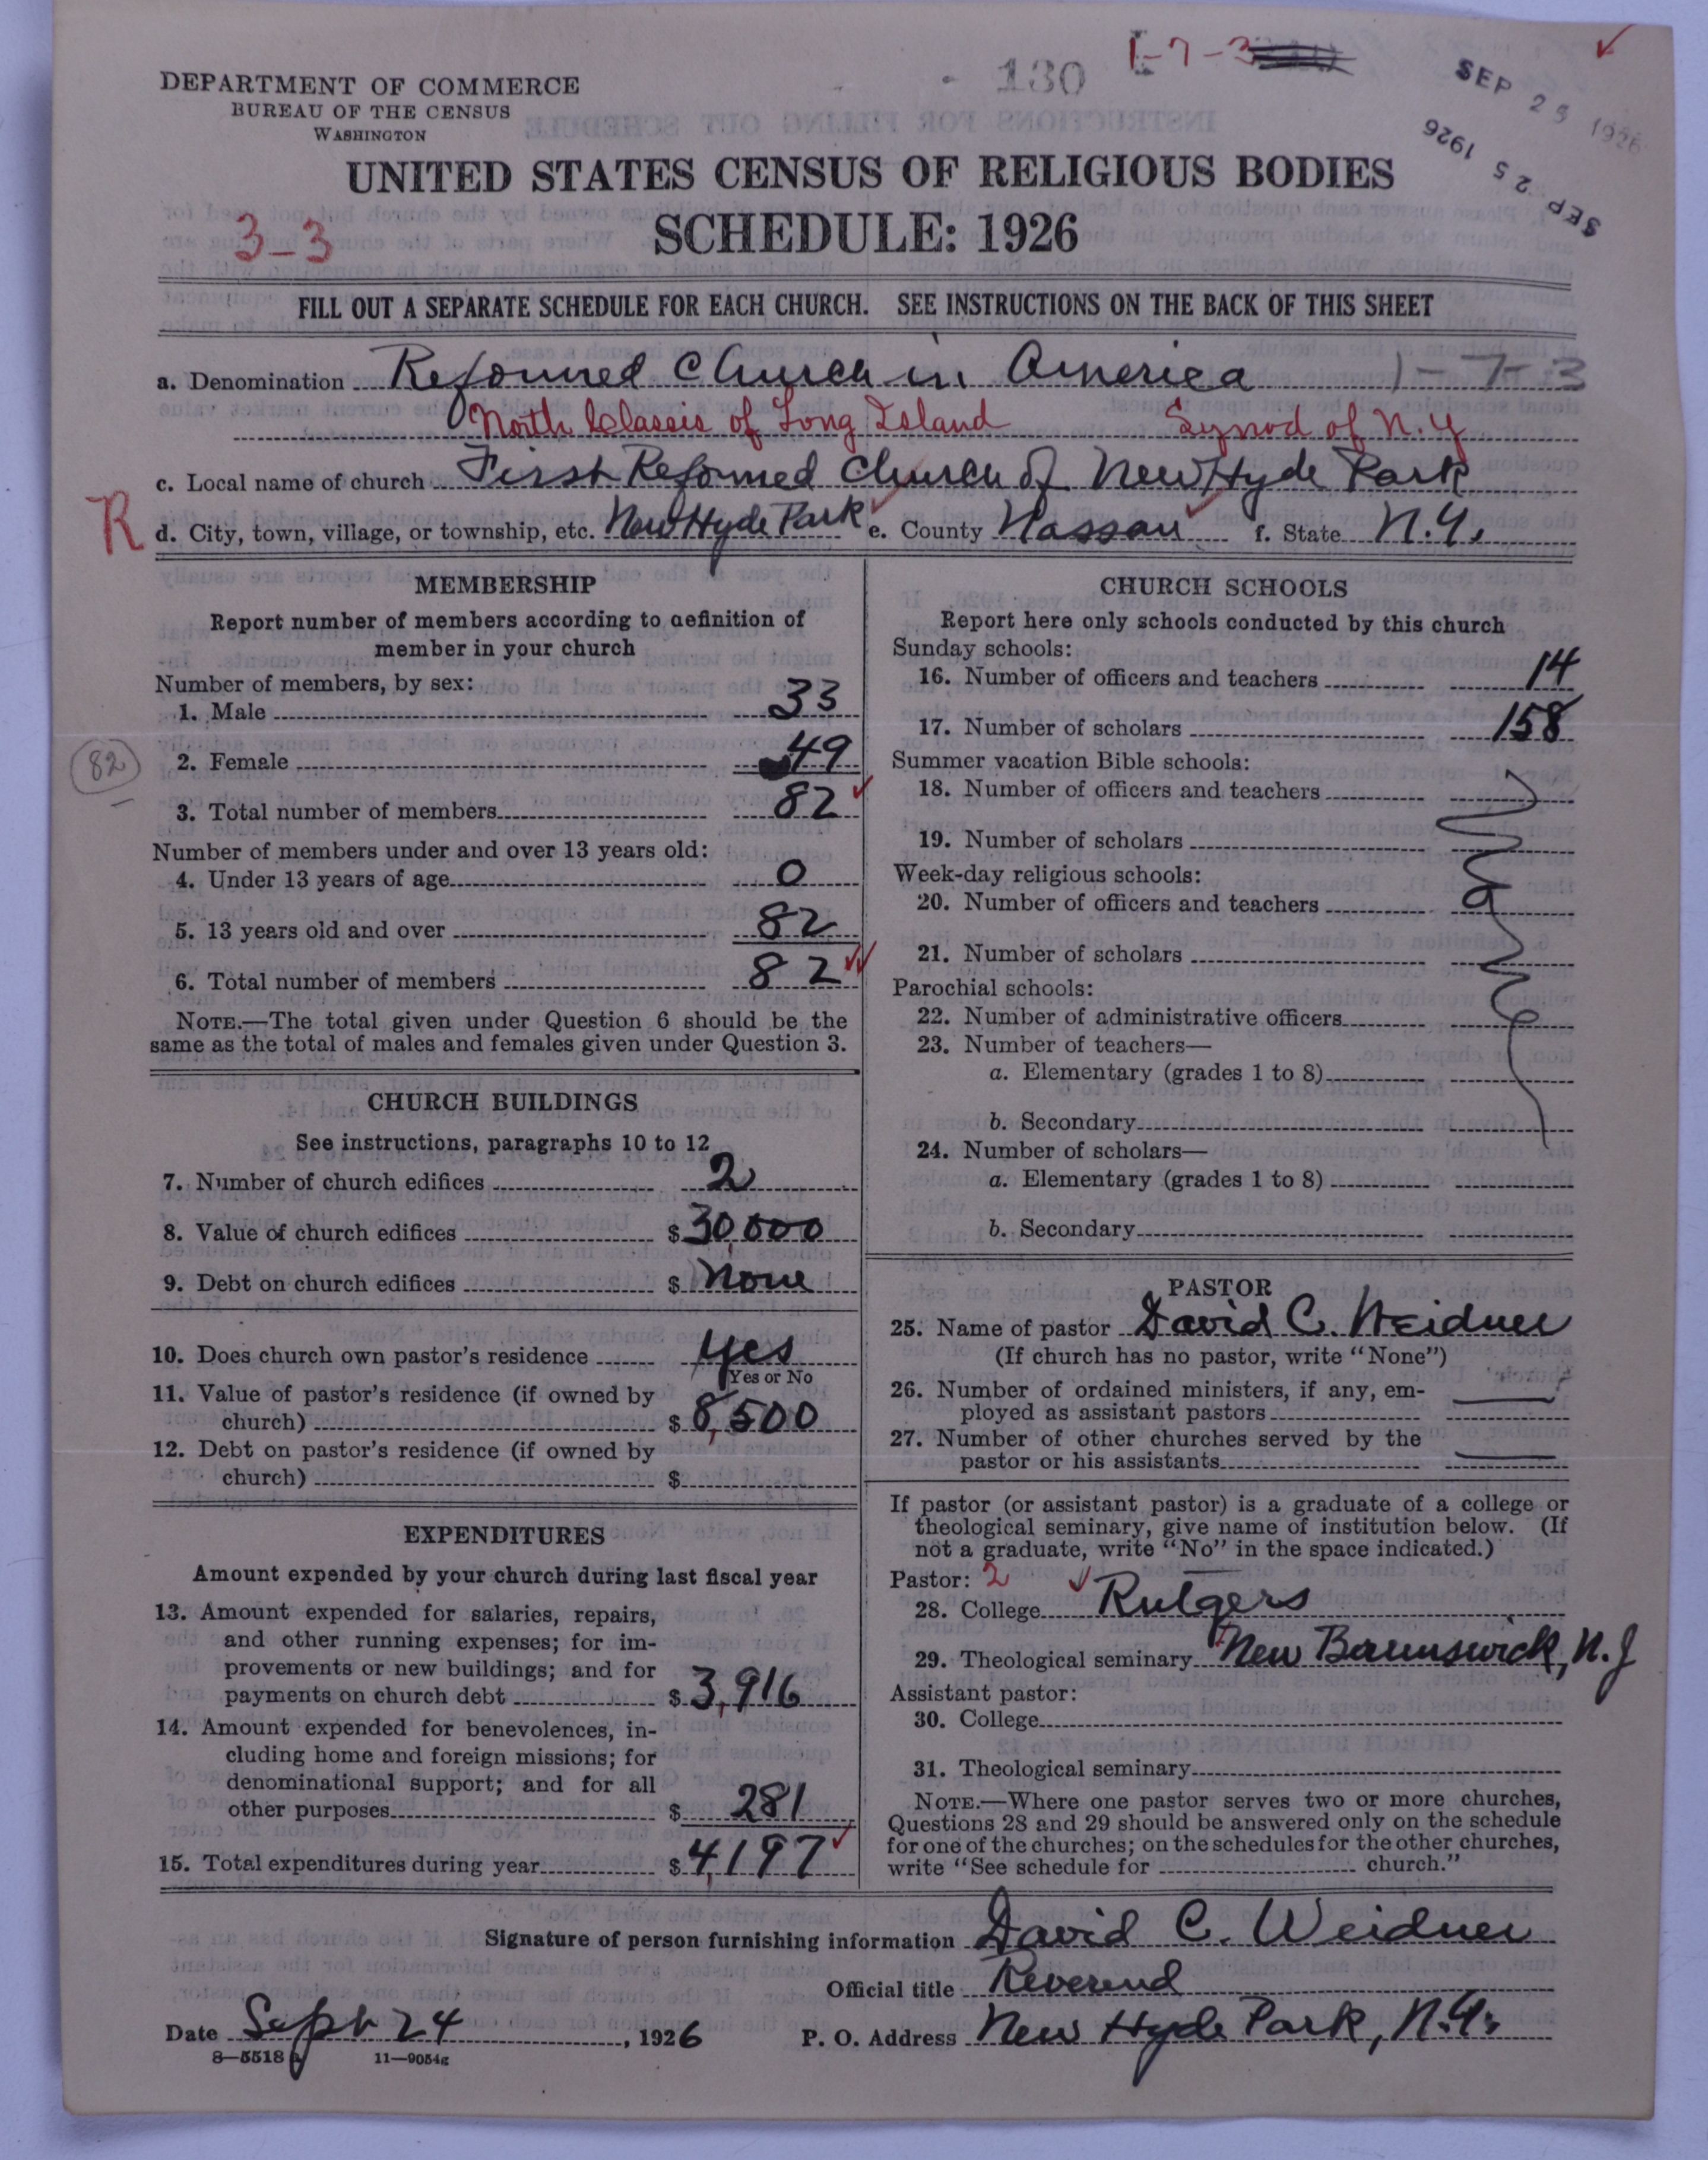 1-7-3
130
DEPARTMENT OF COMMERCE
BUREAU OF THE CENSUS
WASHINGTON
SEP 25 1926
SEP 25 1926
UNITED STATES CENSUS OF RELIGIOUS BODIES
3-3
SCHEDULE: 1926
FILL OUT A SEPARATE SCHEDULE FOR EACH CHURCH. SEE INSTRUCTIONS ON THE BACK OF THIS SHEET
a. Denomination Reformed Church in America 1-7-3
North Classis of Long Island Synod of N.Y
c. Local name of church First Reformed Church of New Hyde Park
R
d. City, town, village, or township, etc. New Hyde Park e. County Nassau f. State N.Y.
MEMBERSHIP
Report number of members according to definition of
member in your church
Number of members, by sex:
1. Male 33
2. Female 49
82
3. Total number of members 82
Number of members under and over 13 years old:
4. Under 13 years of age 0
5. 13 years old and over 82
6. Total number of members 82
NOTE.—The total given under Question 6 should be the
same as the total of males and females given under Question 3.
CHURCH BUILDINGS
See instructions, paragraphs 10 to 12
7. Number of church edifices 2
8. Value of church edifices $ 30,000
9. Debt on church edifices $ None
10. Does church own pastor's residence yes
Yes or No
11. Value of pastor's residence (if owned by
church) $ 8,500
12. Debt on pastor's residence (if owned by
church) $
EXPENDITURES
Amount expended by your church during last fiscal year
13. Amount expended for salaries, repairs,
and other running expenses; for im-
provements or new buildings; and for
payments on church debt $ 3,916
14. Amount expended for benevolences, in-
cluding home and foreign missions; for
denominational support; and for all
other purposes $ 281
15. Total expenditures during year $ 4,197
CHURCH SCHOOLS
Report here only schools conducted by this church
Sunday schools:
16. Number of officers and teachers 14
17. Number of scholars 158
Summer vacation Bible schools:
18. Number of officers and teachers
19. Number of scholars
Week-day religious schools:
20. Number of officers and teachers
21. Number of scholars
Parochial schools:
22. Number of administrative officers
23. Number of teachers—
a. Elementary (grades 1 to 8)
b. Secondary
24. Number of scholars—
a. Elementary (grades 1 to 8)
b. Secondary
PASTOR
25. Name of pastor David C. Weidner
(If church has no pastor, write "None")
26. Number of ordained ministers, if any, em-
ployed as assistant pastors —
27. Number of other churches served by the
pastor or his assistants —
If pastor (or assistant pastor) is a graduate of a college or
theological seminary, give name of institution below. (If
not a graduate, write "No" in the space indicated.)
Pastor: 2
28. College Rutgers
29. Theological seminary New Brunswick, N.J
Assistant pastor:
30. College
31. Theological seminary
NOTE.—Where one pastor serves two or more churches,
Questions 28 and 29 should be answered only on the schedule
for one of the churches; on the schedules for the other churches,
write "See schedule for church."
Signature of person furnishing information David C. Weidner
Official title Reverend
Date Sept 24, 1926 P. O. Address New Hyde Park, N.Y.
8-5518 11-9054g